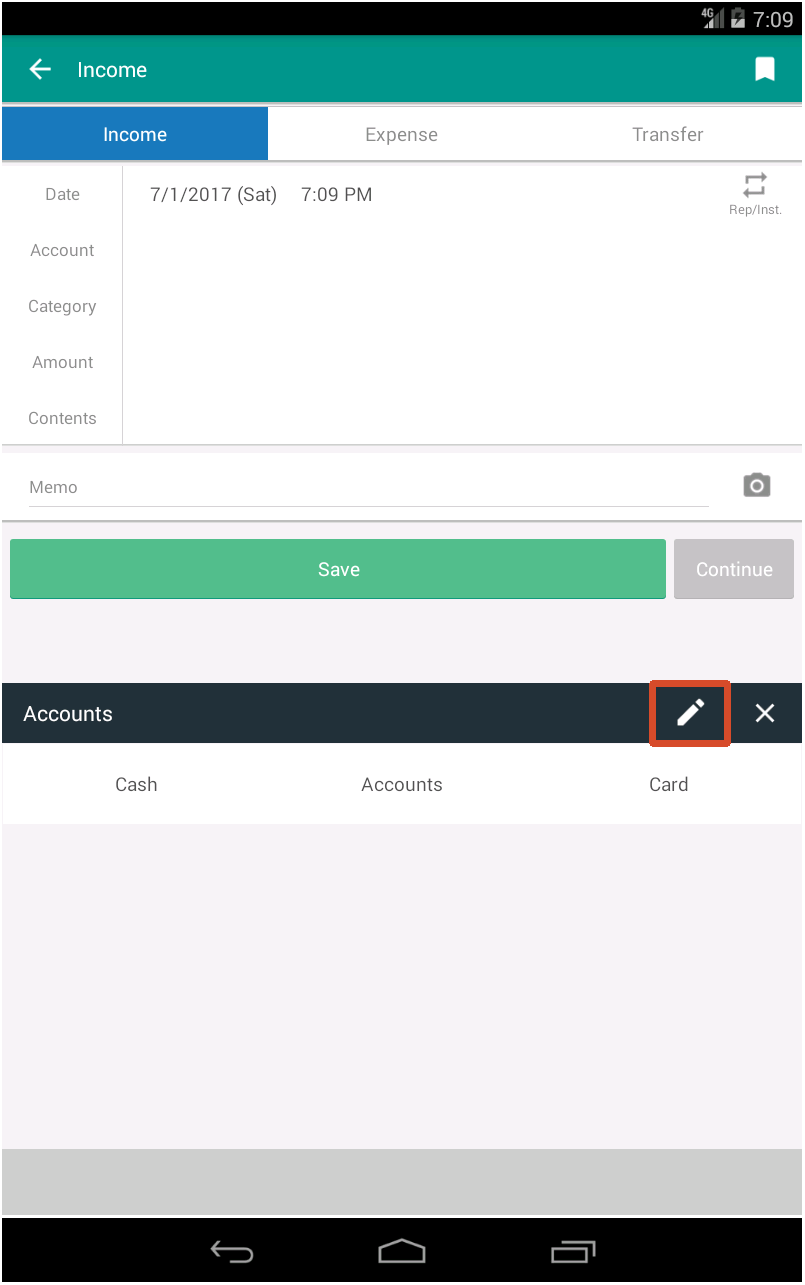 4G 7:09
Income
Income Expense Transfer
Date 7/1/2017 (Sat) 7:09 PM
Rep/Inst.
Account
Category
Amount
Contents
Memo
Save Continue
Accounts
Cash Accounts Card